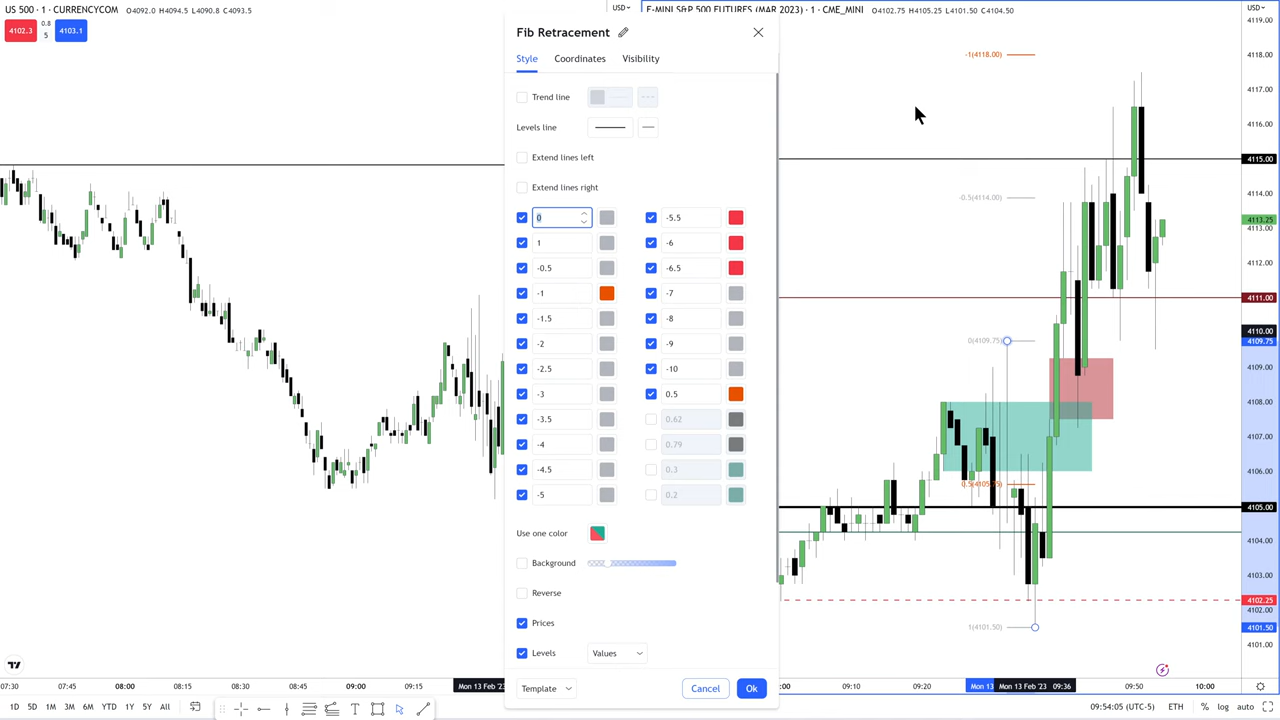 US 500 · 1 · CURRENCYCOM O4092.0 H4094.5 L4090.8 C4093.5
USD
4102.3
0.8
5
4103.1
E-MINI S&P 500 FUTURES (MAR 2023) · 1 · CME_MINI O4102.75 H4105.25 L4101.50 C4104.50
USD
Fib Retracement
Style Coordinates Visibility
Trend line
Levels line
Extend lines left
Extend lines right
0 -5.5
1 -6
-0.5 -6.5
-1 -7
-1.5 -8
-2 -9
-2.5 -10
-3 0.5
-3.5 0.62
-4 0.79
-4.5 0.3
-5 0.2
Use one color
Background
Reverse
Prices
Levels Values
Template Cancel Ok
-1(4118.00)
-0.5(4114.00)
0(4109.75)
1(4101.50)
4119.00
4118.00
4117.00
4116.00
4115.00
4114.00
4113.25
4113.00
4112.00
4111.00
4110.00
4109.75
4109.00
4108.00
4107.00
4106.00
4105.00
4104.00
4103.00
4102.25
4102.00
4101.50
4101.00
07:30 07:45 08:00 08:15 08:30 08:45 09:00 09:15 Mon 13 Feb '23
:00 09:10 09:20 Mon 13 Mon 13 Feb '23 09:36 09:50 10:00
1D 5D 1M 3M 6M YTD 1Y 5Y All
09:54:05 (UTC-5) ETH % log auto